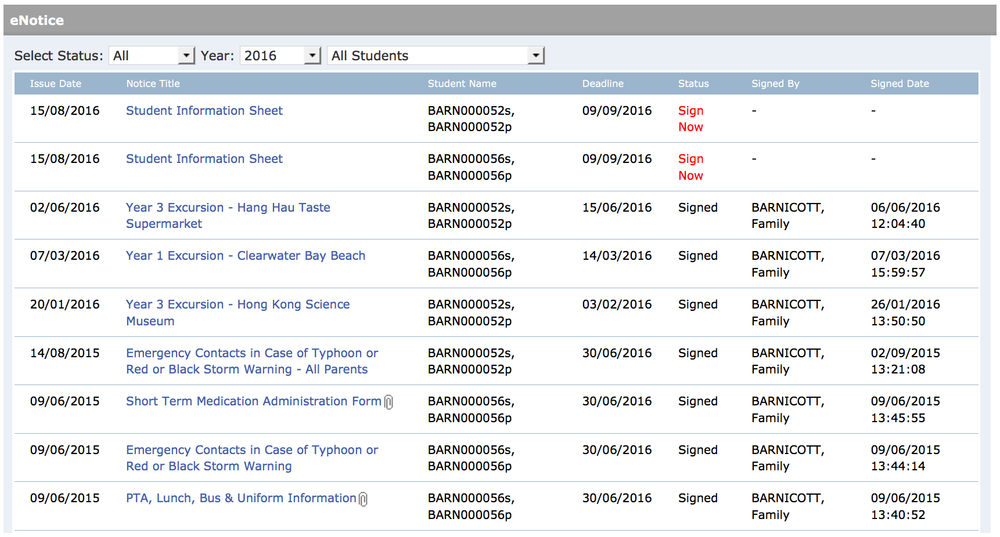 eNotice
Select Status: All Year: 2016 All Students
Issue Date Notice Title Student Name Deadline Status Signed By Signed Date
15/08/2016 Student Information Sheet BARN000052s, 09/09/2016 Sign - -
BARN000052p Now
15/08/2016 Student Information Sheet BARN000056s, 09/09/2016 Sign - -
BARN000056p Now
02/06/2016 Year 3 Excursion - Hang Hau Taste BARN000052s, 15/06/2016 Signed BARNICOTT, 06/06/2016
Supermarket BARN000052p Family 12:04:40
07/03/2016 Year 1 Excursion - Clearwater Bay Beach BARN000056s, 14/03/2016 Signed BARNICOTT, 07/03/2016
BARN000056p Family 15:59:57
20/01/2016 Year 3 Excursion - Hong Kong Science BARN000052s, 03/02/2016 Signed BARNICOTT, 26/01/2016
Museum BARN000052p Family 13:50:50
14/08/2015 Emergency Contacts in Case of Typhoon or BARN000052s, 30/06/2016 Signed BARNICOTT, 02/09/2015
Red or Black Storm Warning - All Parents BARN000052p Family 13:21:08
09/06/2015 Short Term Medication Administration Form BARN000056s, 30/06/2016 Signed BARNICOTT, 09/06/2015
BARN000056p Family 13:45:55
09/06/2015 Emergency Contacts in Case of Typhoon or BARN000056s, 30/06/2016 Signed BARNICOTT, 09/06/2015
Red or Black Storm Warning BARN000056p Family 13:44:14
09/06/2015 PTA, Lunch, Bus & Uniform Information BARN000056s, 30/06/2016 Signed BARNICOTT, 09/06/2015
BARN000056p Family 13:40:52